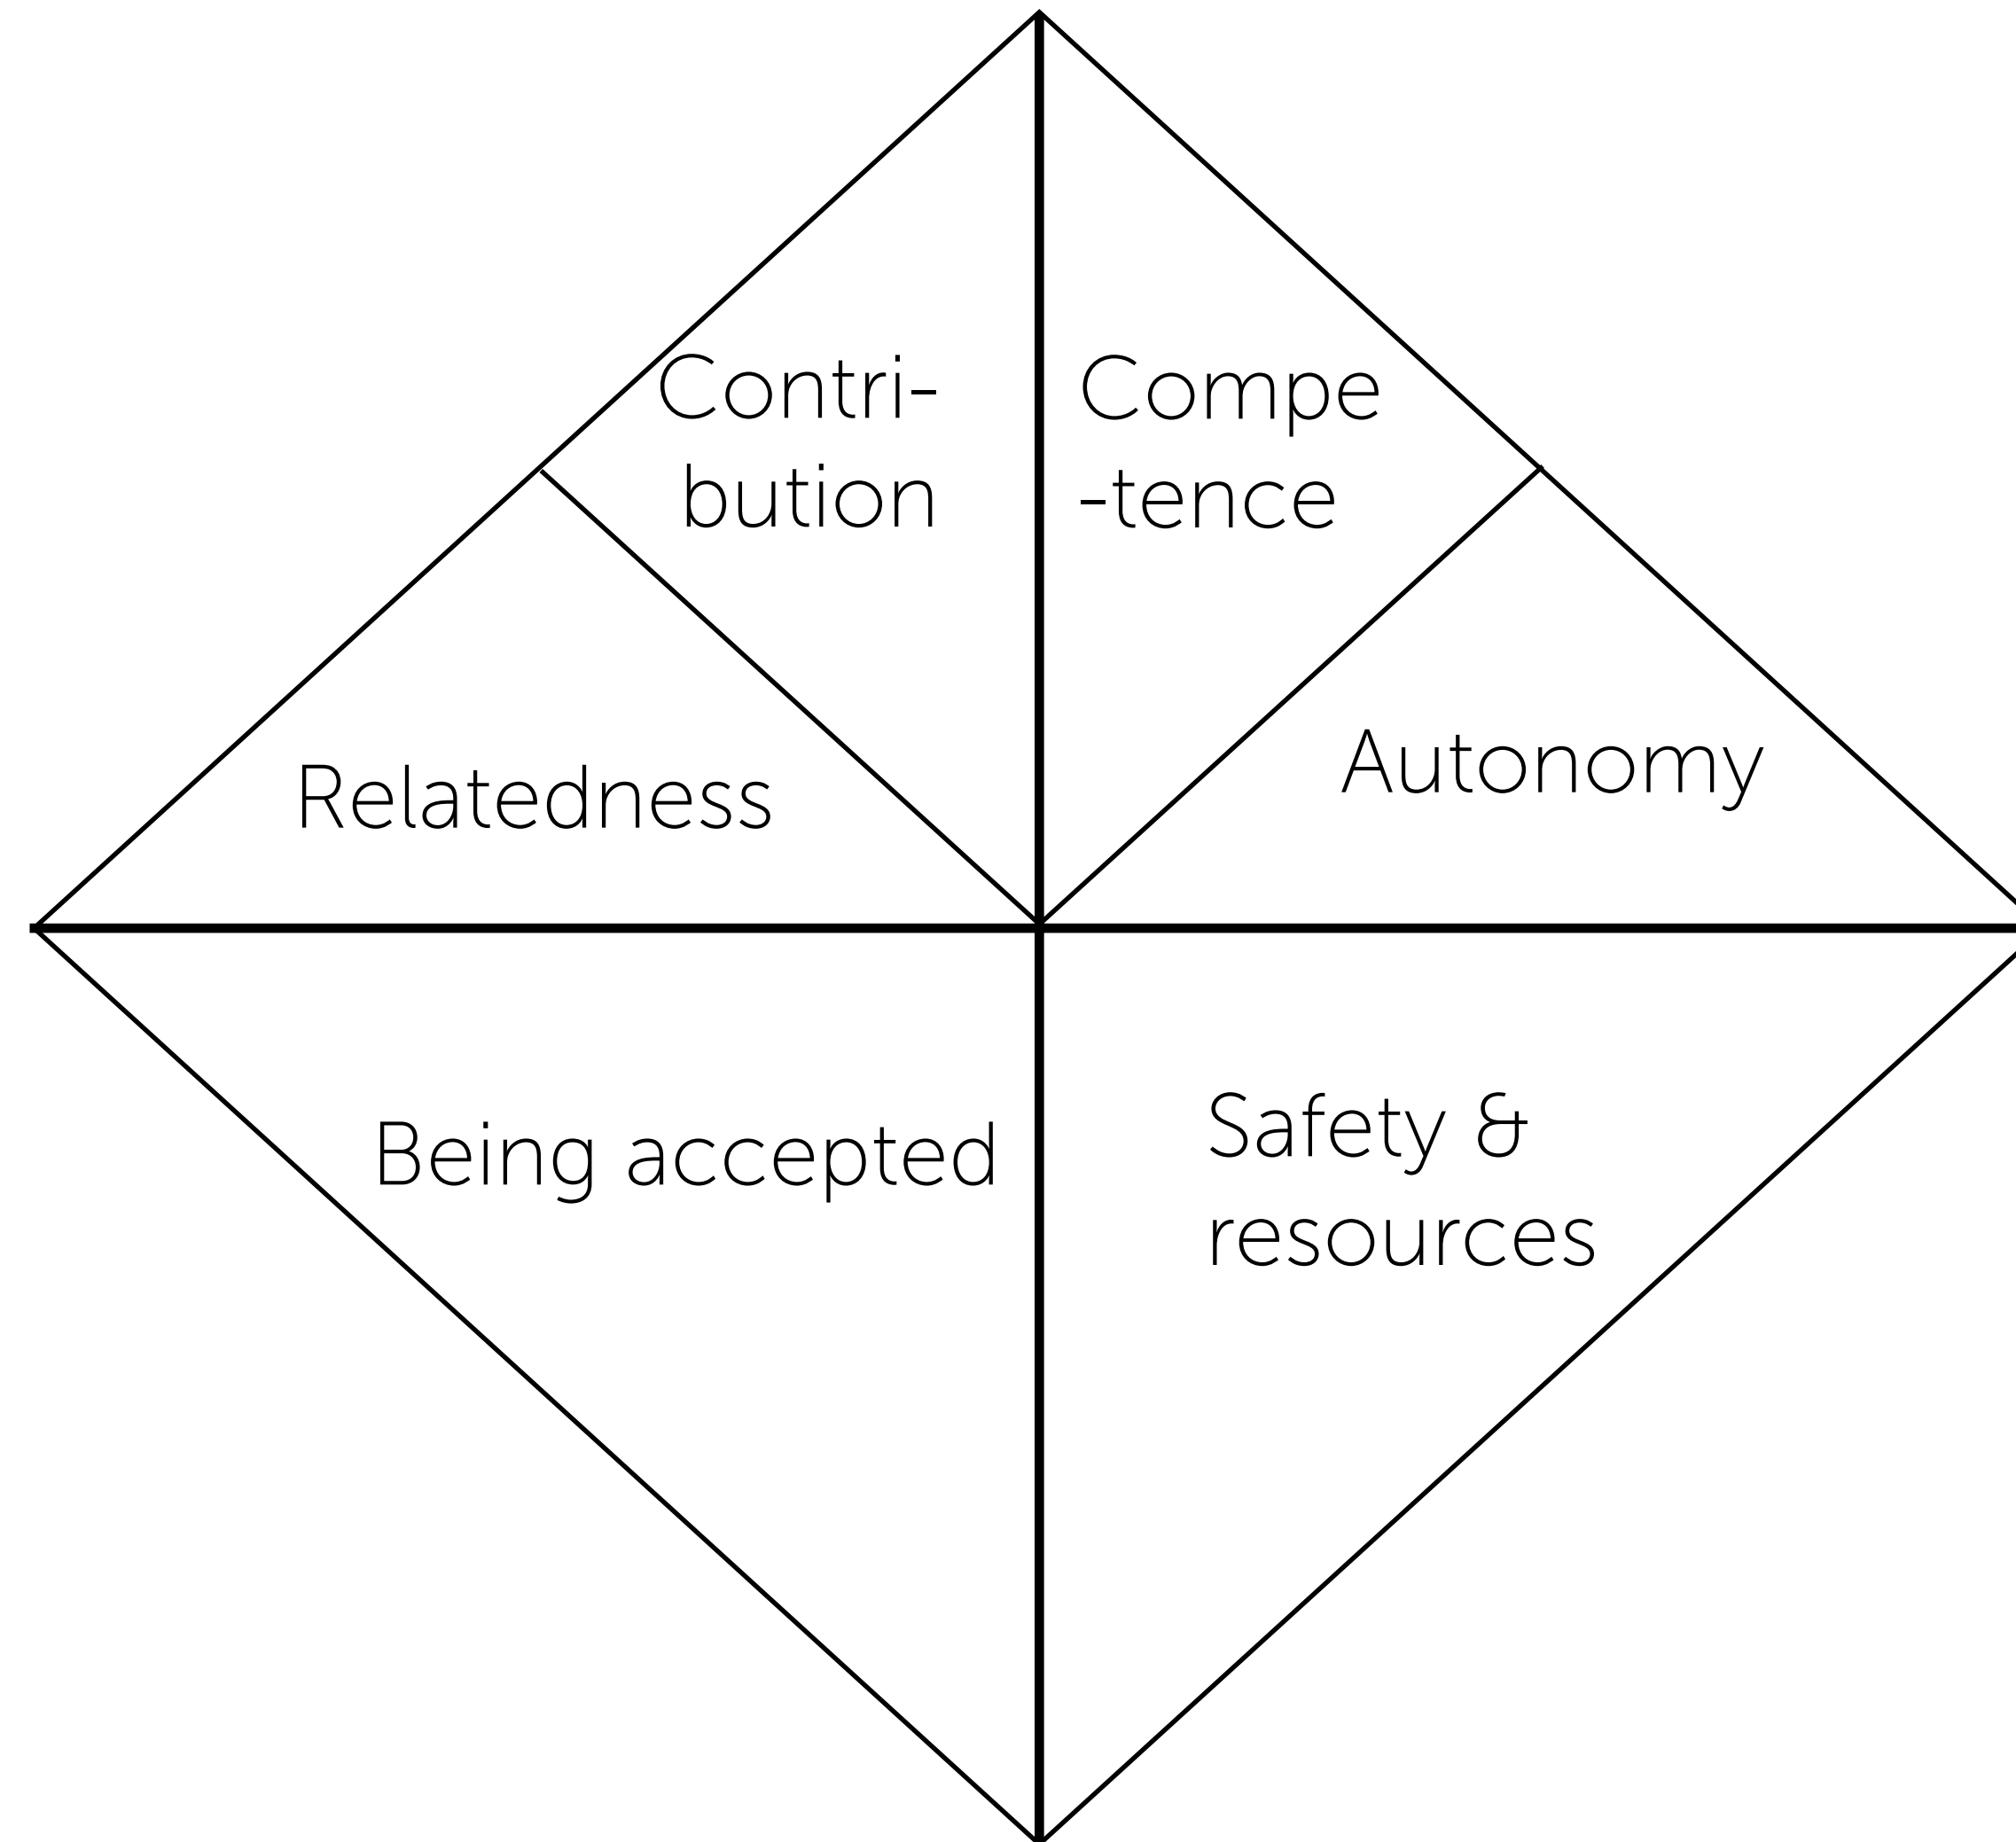 Contri-
bution
Compe
-tence
Relatedness
Autonomy
Being accepted
Safety &
resources